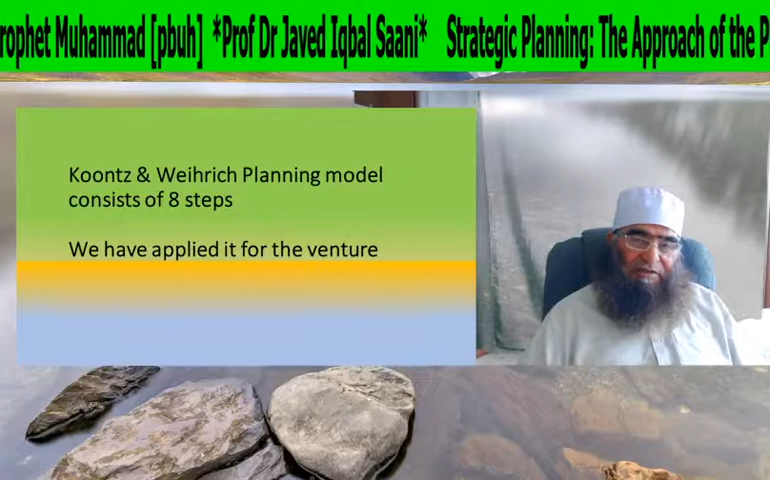 rophet Muhammad [pbuh] *Prof Dr Javed Iqbal Saani* Strategic Planning: The Approach of the P
Koontz & Weihrich Planning model
consists of 8 steps
We have applied it for the venture